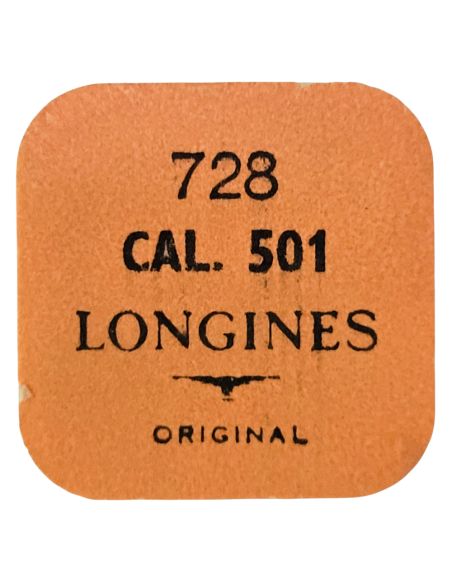 728
CAL. 501
LONGINES
ORIGINAL